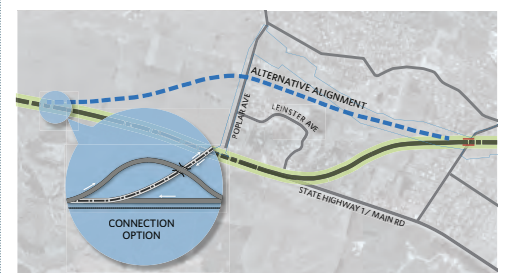 ALTERNATIVE ALIGNMENT
POPLAR AVE
LEINSTER AVE
STATE HIGHWAY 1 / MAIN RD
CONNECTION
OPTION